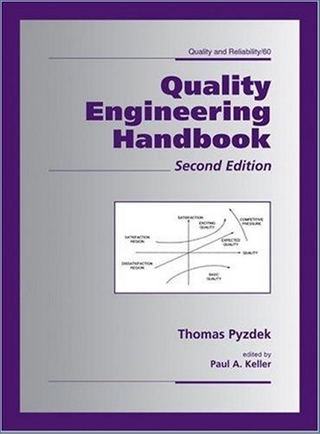 Quality and Reliability/60
Quality
Engineering
Handbook
Second Edition
SATISFACTION
EXCITING
QUALITY
COMPETITIVE
PRESSURE
SATISFACTION
REGION
EXPECTED
QUALITY
QUALITY
DISSATISFACTION
REGION
BASIC
QUALITY
Thomas Pyzdek
edited by
Paul A. Keller